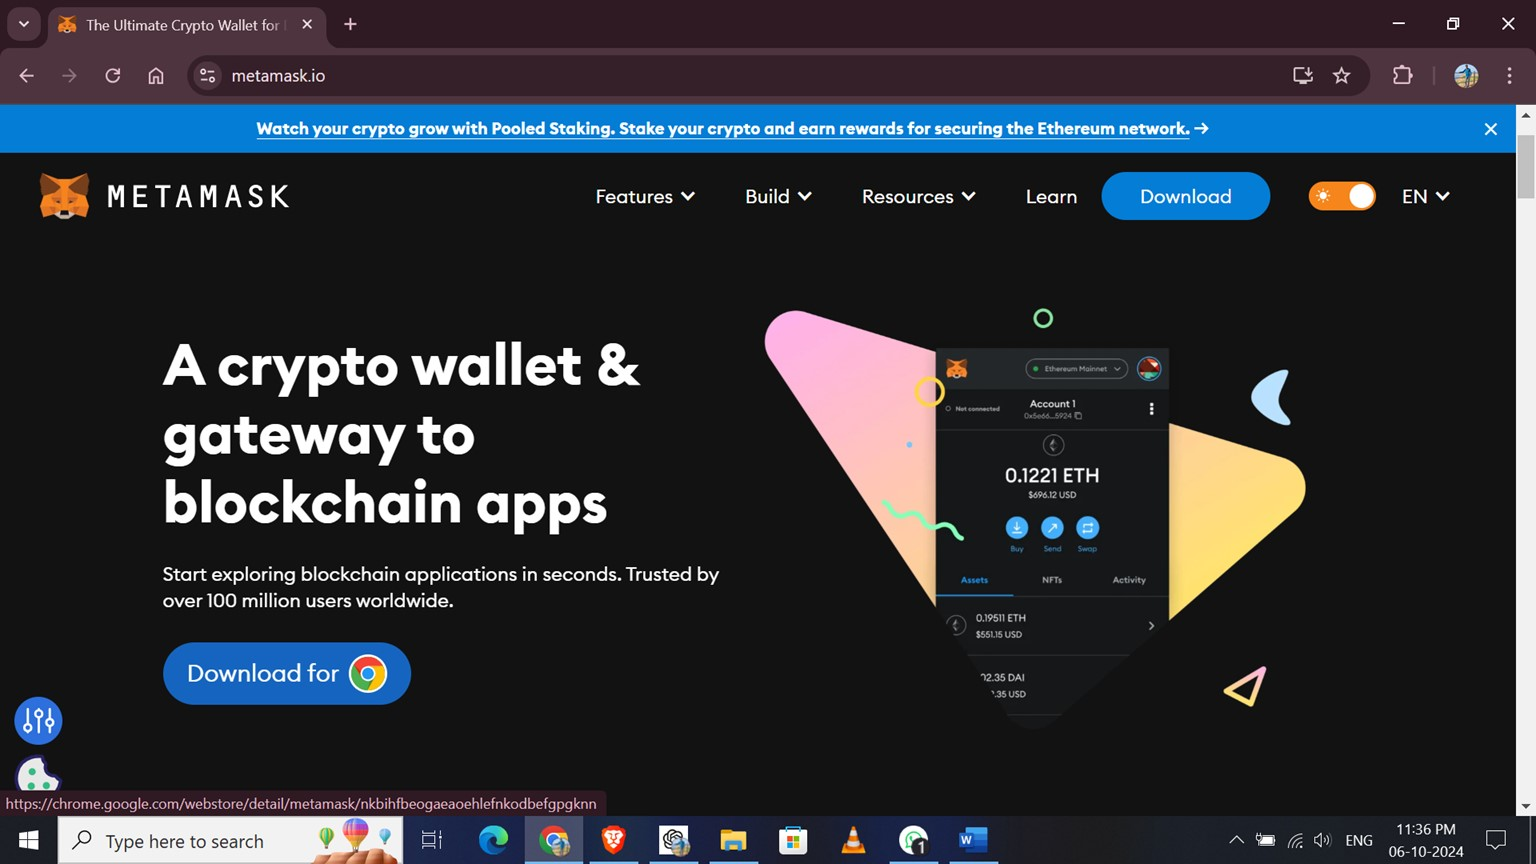 The Ultimate Crypto Wallet for
metamask.io
Watch your crypto grow with Pooled Staking. Stake your crypto and earn rewards for securing the Ethereum network. →
METAMASK
Features
Build
Resources
Learn
Download
EN
A crypto wallet &
gateway to
blockchain apps
Start exploring blockchain applications in seconds. Trusted by
over 100 million users worldwide.
Download for
Ethereum Mainnet
Not connected
Account 1
0x5e66...5924
0.1221 ETH
$696.12 USD
Buy
Send
Swap
Assets
NFTs
Activity
0.19511 ETH
$551.15 USD
02.35 DAI
2.35 USD
https://chrome.google.com/webstore/detail/metamask/nkbihfbeogaeaoehlefnkodbefgpgknn
Type here to search
1
W
ENG
11:36 PM
06-10-2024